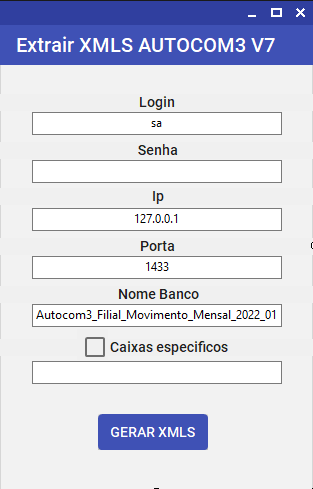 Extrair XMLS AUTOCOM3 V7
Login
sa
Senha
Ip
127.0.0.1
Porta
1433
Nome Banco
Autocom3_Filial_Movimento_Mensal_2022_01
Caixas especificos
GERAR XMLS